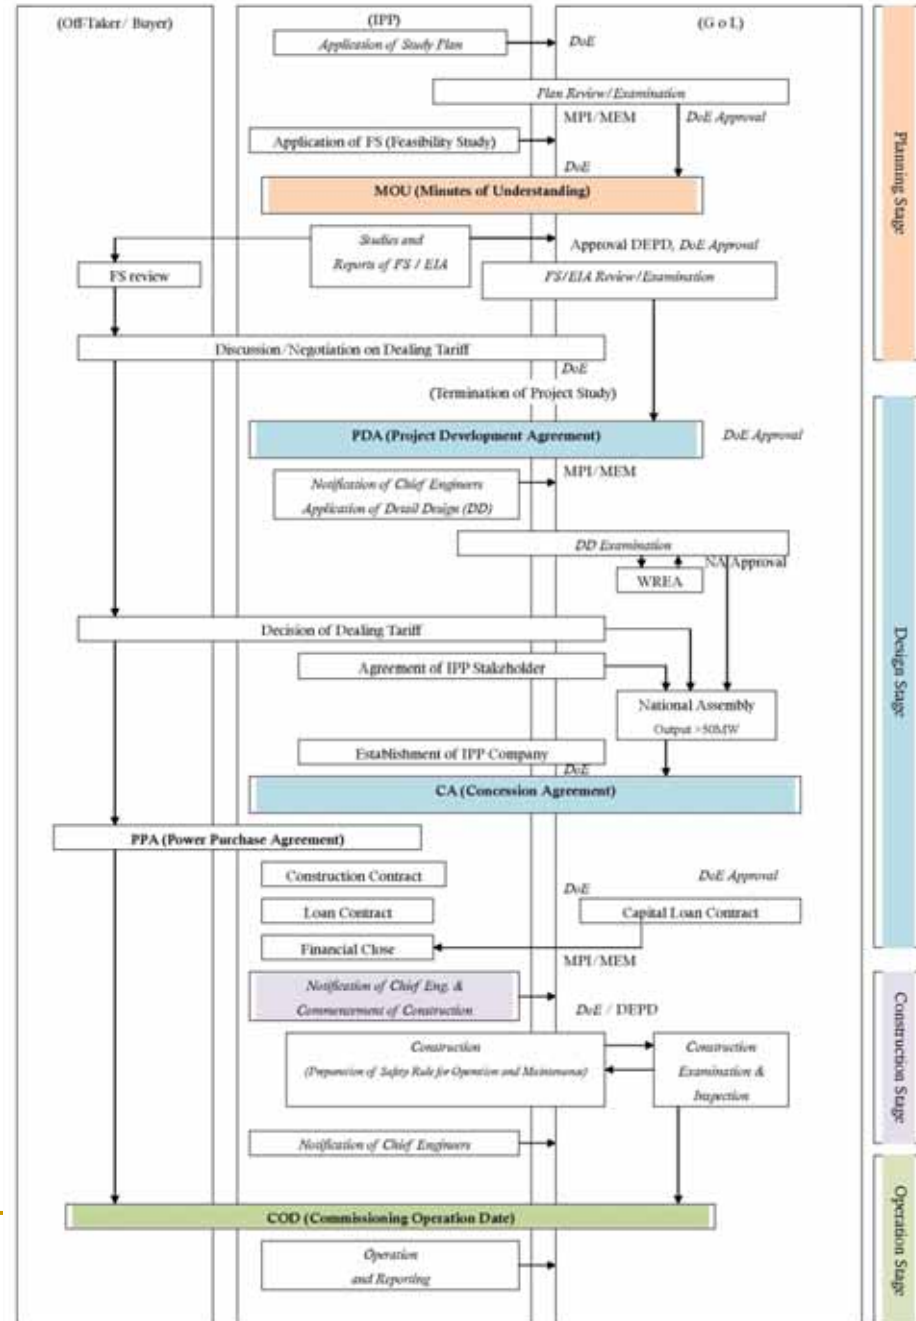 (Off-Taker/ Buyer)
(IPP)
(G o L)
Application of Study Plan
DoE
Plan Review/Examination
MPI/MEM
DoE Approval
Application of FS (Feasibility Study)
DoE
MOU (Minutes of Understanding)
Studies and
Reports of FS / EIA
Approval DEPD, DoE Approval
FS review
FS/EIA Review/Examination
Discussion/Negotiation on Dealing Tariff
DoE
(Termination of Project Study)
PDA (Project Development Agreement)
DoE Approval
MPI/MEM
Notification of Chief Engineers
Application of Detail Design (DD)
DD Examination
NA Approval
WREA
Decision of Dealing Tariff
Agreement of IPP Stakeholder
National Assembly
Output >50MW
Establishment of IPP Company
DoE
CA (Concession Agreement)
PPA (Power Purchase Agreement)
Construction Contract
DoE Approval
DoE
Loan Contract
Capital Loan Contract
Financial Close
MPI/MEM
Notification of Chief Eng. &
Commencement of Construction
DoE / DEPD
Construction
(Preparation of Safety Rule for Operation and Maintenance)
Construction
Examination &
Inspection
Notification of Chief Engineers
COD (Commissioning Operation Date)
Operation
and Reporting
Planning Stage
Design Stage
Construction Stage
Operation Stage